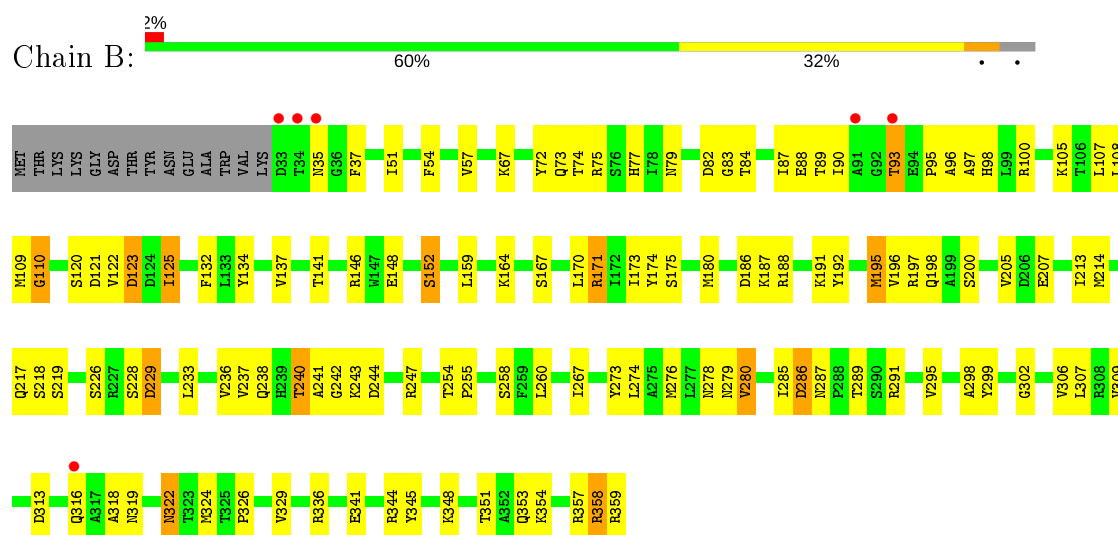 2%
Chain B:
60% 32% • •
MET THR LYS LYS GLY ASP THR TYR ASN GLU ALA TRP VAL LYS D33 T34 N35 G36 F37 I51 F54 V57 K67 Y72 Q73 T74 R75 S76 H77 I78 N79 D82 G83 T84 I87 E88 T89 I90 A91 G92 T93 E94 P95 A96 A97 H98 L99 R100 K105 T106 L107 L108
M109 G110 S120 D121 V122 D123 D124 I125 F132 L133 Y134 V137 T141 R146 W147 E148 S152 L159 K164 S167 L170 R171 I172 I173 Y174 S175 M180 D186 K187 R188 K191 Y192 M195 V196 R197 Q198 A199 S200 V205 D206 E207 I213 M214
Q217 S218 S219 S226 R227 S228 D229 L233 V236 V237 Q238 H239 T240 A241 G242 K243 D244 R247 T254 P255 S258 F259 L260 I267 Y273 L274 A275 M276 L277 N278 N279 V280 I285 D286 N287 P288 T289 S290 R291 V295 A298 Y299 G302 V306 L307 R308 V309
D313 Q316 A317 A318 N319 N322 T323 M324 T325 P326 V329 R336 E341 R344 Y345 K348 T351 A352 Q353 K354 R357 R358 R359